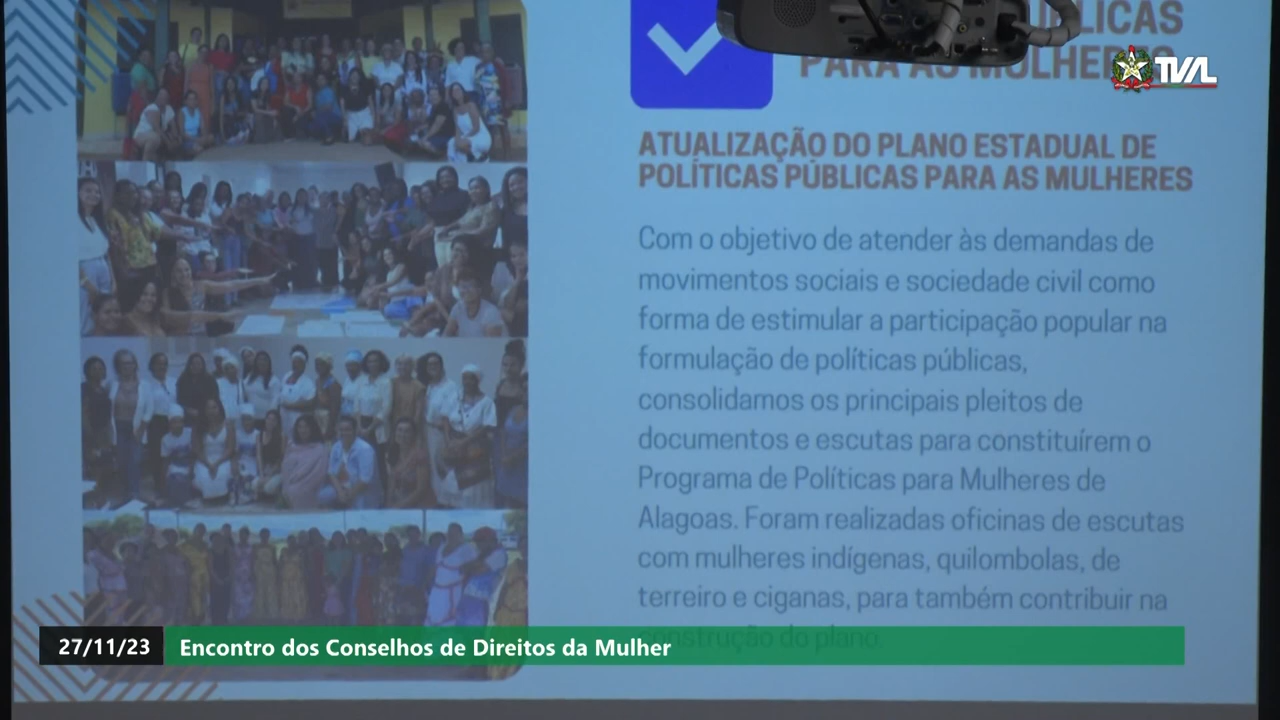 PARA AS MULHERES
TVAL
ATUALIZAÇÃO DO PLANO ESTADUAL DE
POLÍTICAS PÚBLICAS PARA AS MULHERES
Com o objetivo de atender às demandas de
movimentos sociais e sociedade civil como
forma de estimular a participação popular na
formulação de políticas públicas,
consolidamos os principais pleitos de
documentos e escutas para constituírem o
Programa de Políticas para Mulheres de
Alagoas. Foram realizadas oficinas de escutas
com mulheres indígenas, quilombolas, de
terreiro e ciganas, para também contribuir na
construção do plano.
27/11/23 Encontro dos Conselhos de Direitos da Mulher